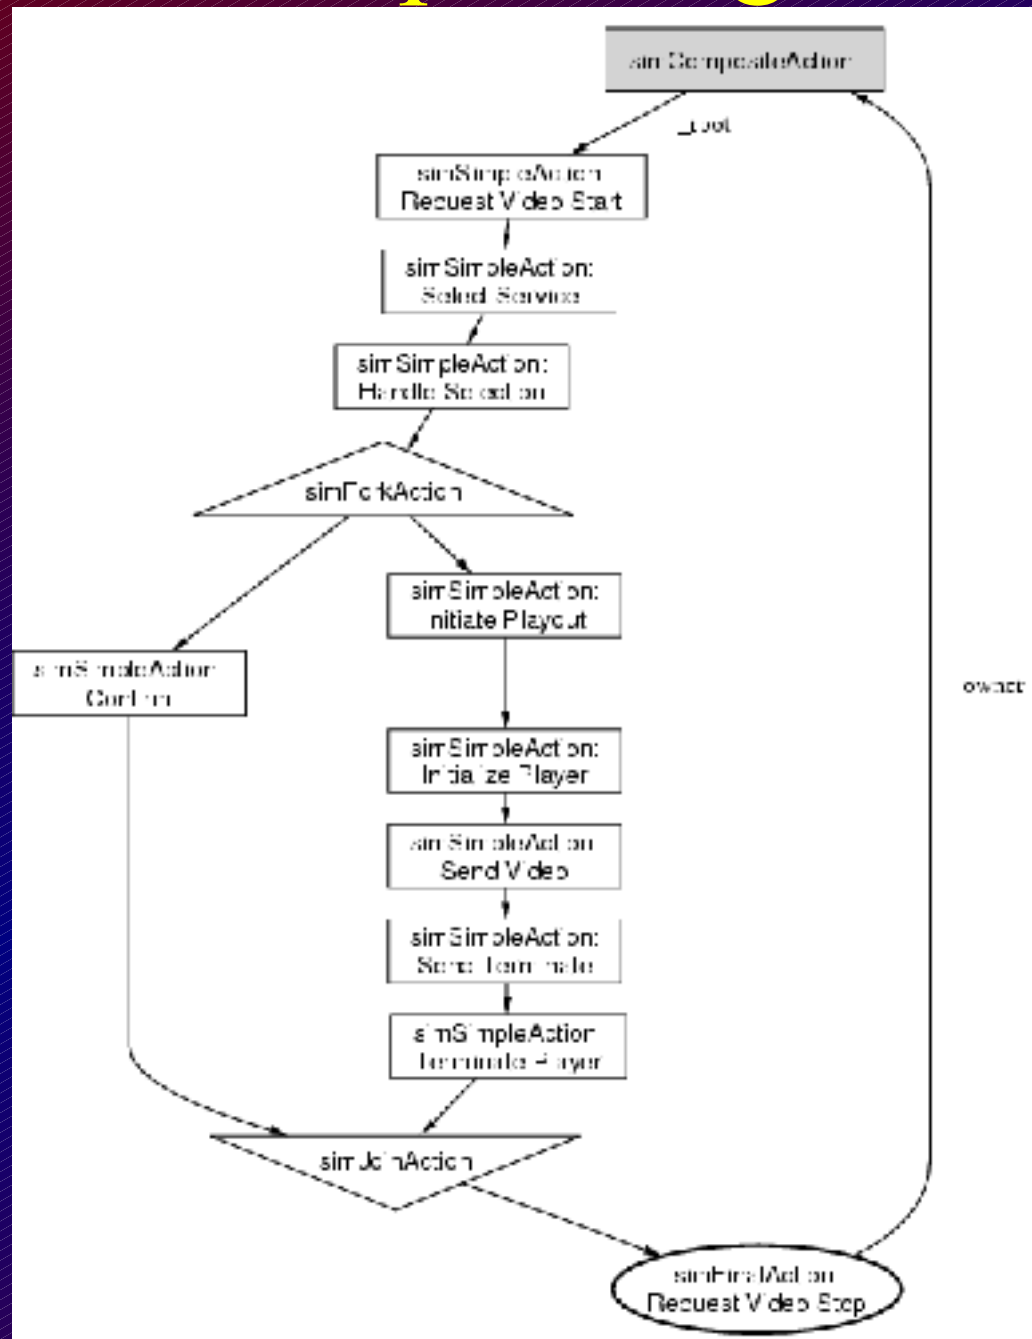 simCompositeAction
_root
simSimpleAction:
Request Video Start
simSimpleAction:
Select Service
simSimpleAction:
Handle Selection
simForkAction
simSimpleAction:
Initiate Playout
simSimpleAction:
Confirm
owner
simSimpleAction:
Initialize Player
simSimpleAction:
Send Video
simSimpleAction:
Send Terminate
simSimpleAction:
Terminate Player
simJoinAction
simFinalAction:
Request Video Stop